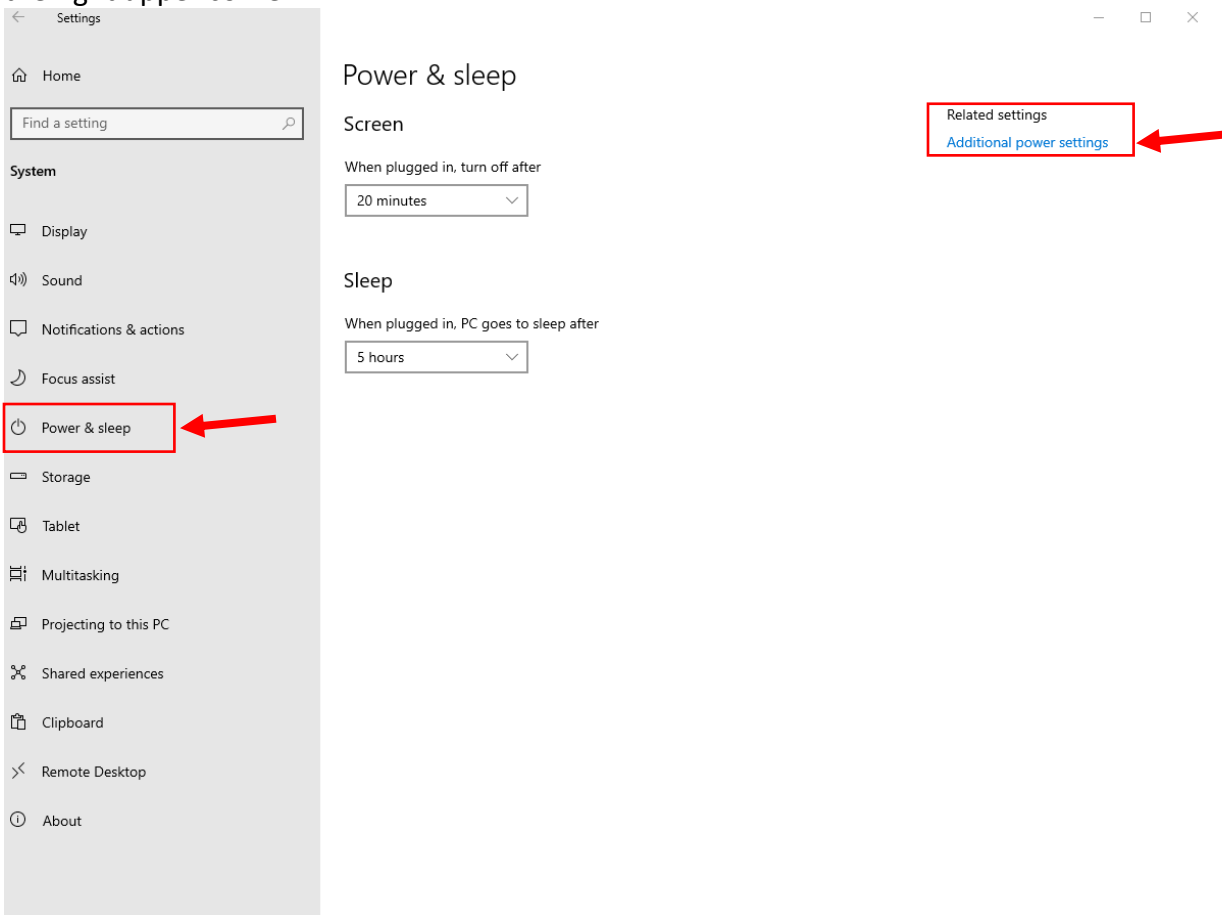 Settings
Home
Find a setting
System
Display
Sound
Notifications & actions
Focus assist
Power & sleep
Storage
Tablet
Multitasking
Projecting to this PC
Shared experiences
Clipboard
Remote Desktop
About
Power & sleep
Screen
When plugged in, turn off after
20 minutes
Sleep
When plugged in, PC goes to sleep after
5 hours
Related settings
Additional power settings